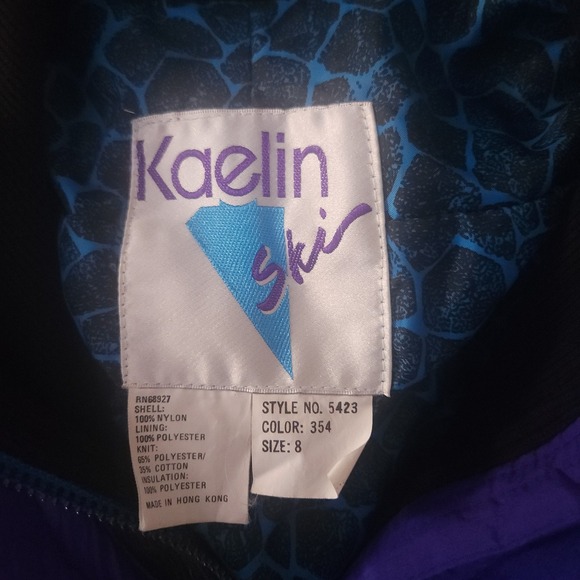 Kaelin
Ski
RN68927
SHELL:
100% NYLON
LINING:
100% POLYESTER
KNIT:
65% POLYESTER/
35% COTTON
INSULATION:
100% POLYESTER
MADE IN HONG KONG
STYLE NO. 5423
COLOR: 354
SIZE: 8